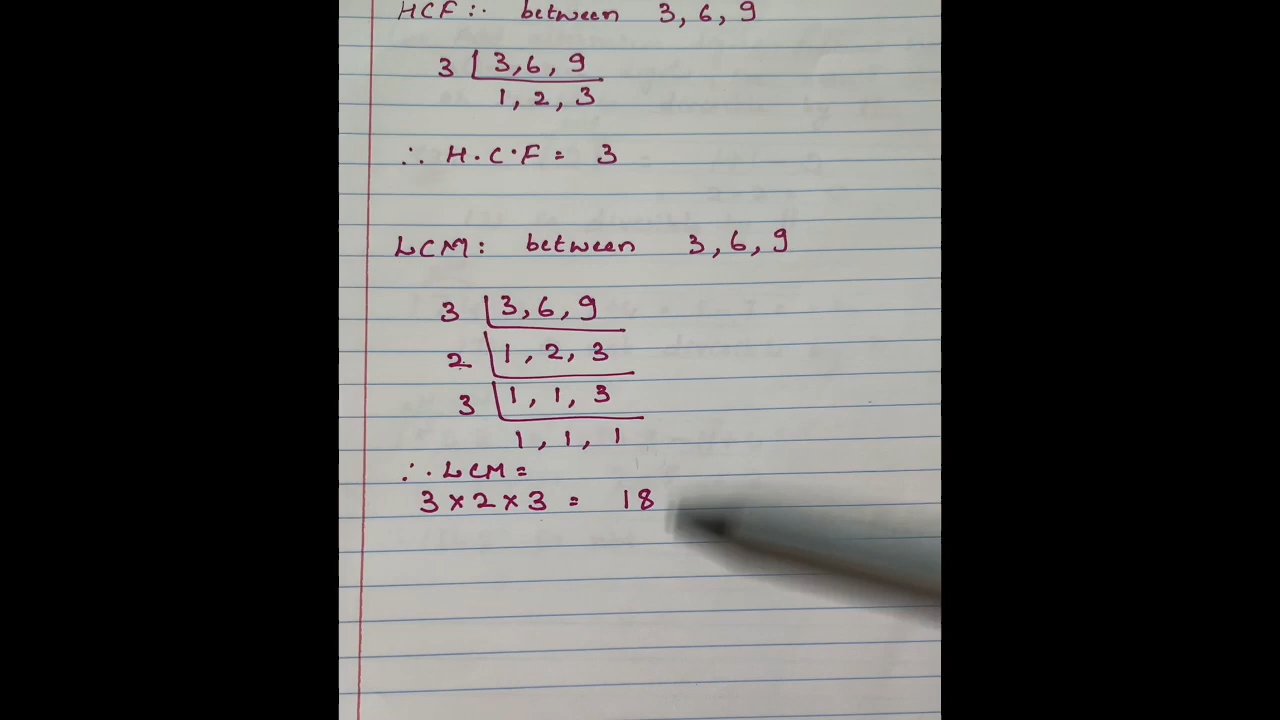 HCF :. between 3, 6, 9
3 | 3, 6, 9
1, 2, 3
∴ H.C.F = 3
LCM : between 3, 6, 9
3 | 3, 6, 9
2 | 1, 2, 3
3 | 1, 1, 3
1, 1, 1
∴ LCM =
3 × 2 × 3 = 18